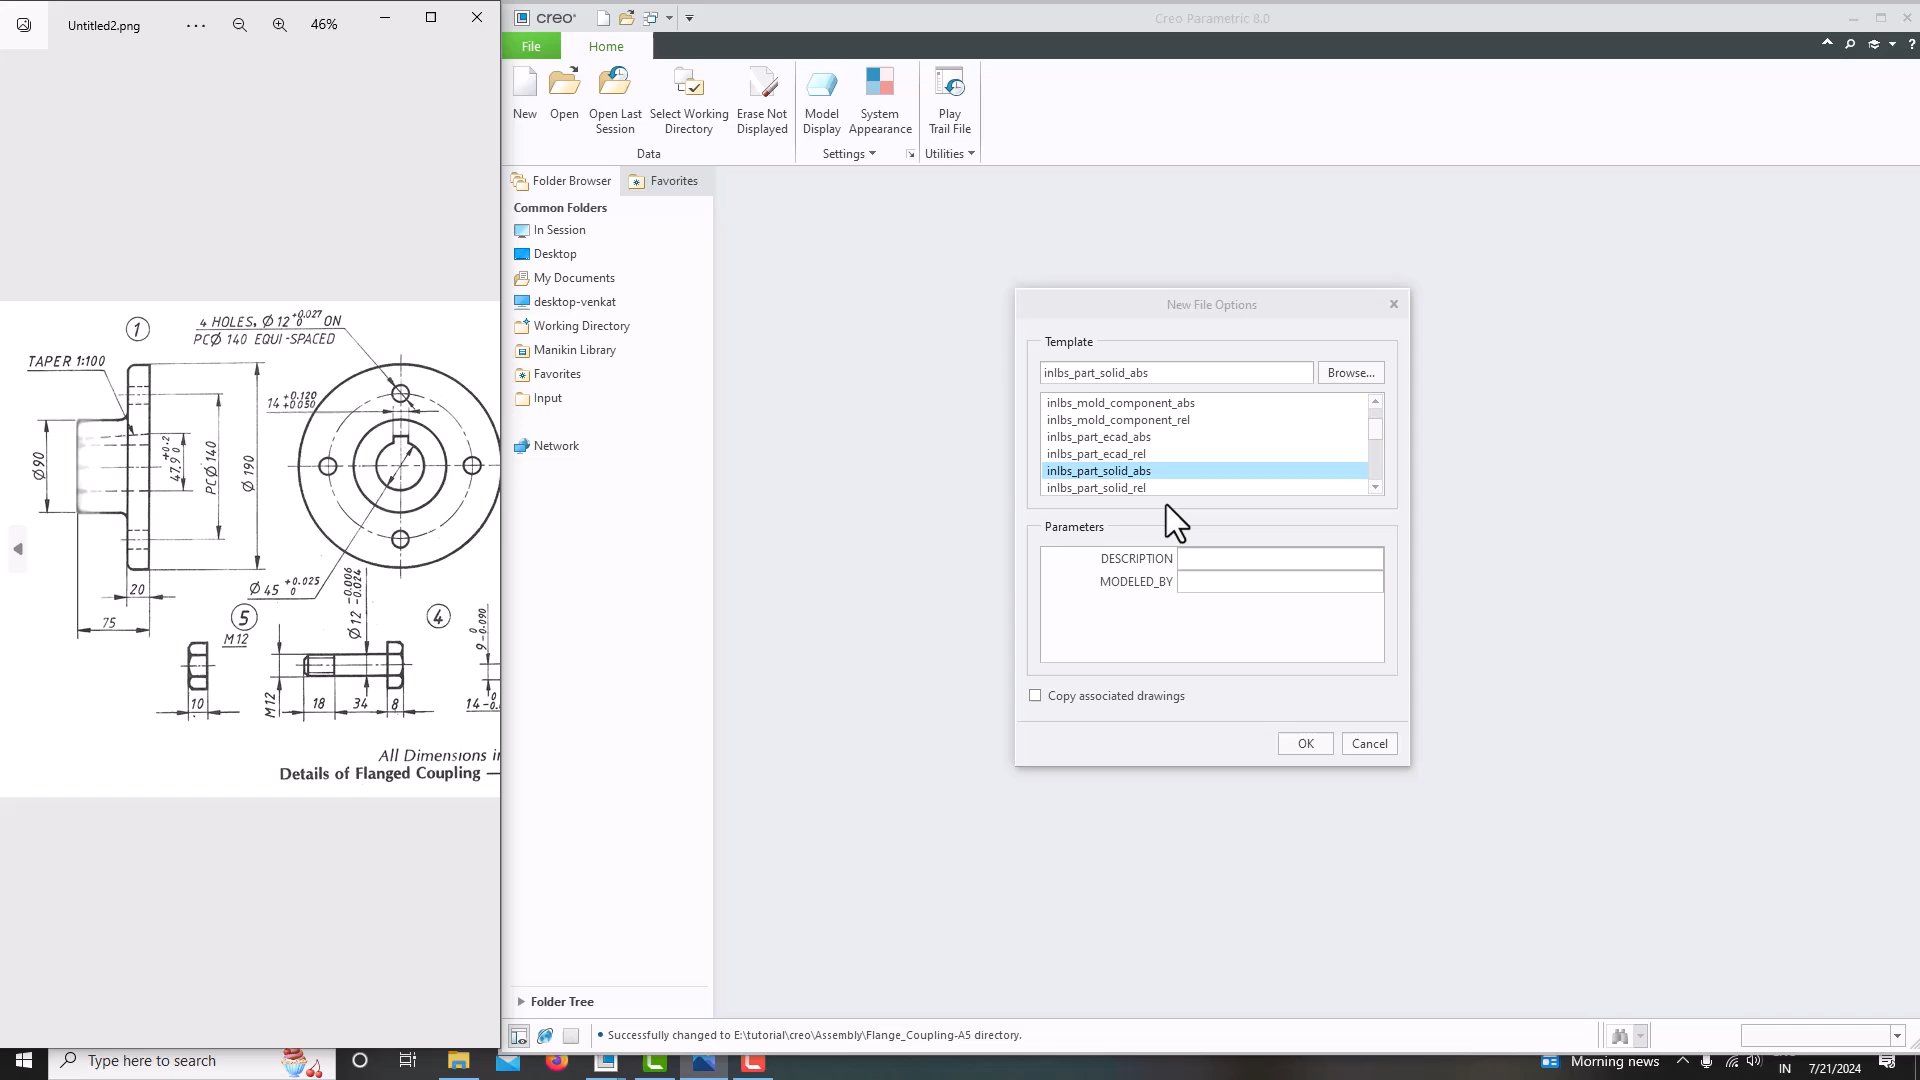 Untitled2.png
46%
creo
Creo Parametric 8.0
File
Home
New
Open
Open Last Session
Select Working Directory
Erase Not Displayed
Model Display
System Appearance
Play Trail File
Data
Settings
Utilities
Folder Browser
Favorites
Common Folders
In Session
Desktop
My Documents
desktop-venkat
Working Directory
Manikin Library
Favorites
Input
Network
Folder Tree
New File Options
Template
inlbs_part_solid_abs
Browse...
inlbs_mold_component_abs
inlbs_mold_component_rel
inlbs_part_ecad_abs
inlbs_part_ecad_rel
inlbs_part_solid_abs
inlbs_part_solid_rel
Parameters
DESCRIPTION
MODELED_BY
Copy associated drawings
OK
Cancel
1
4 HOLES, Ø 12 +0.027 0 ON
PCØ 140 EQUI-SPACED
TAPER 1:100
14 +0.120 +0.050
Ø90
47.9 +0.2 0
PCØ 140
Ø 190
20
75
Ø 45 +0.025 0
5
M12
10
Ø 12 -0.006 -0.024
4
M12
18
34
8
9 0 -0.090
14
All Dimensions in
Details of Flanged Coupling —
• Successfully changed to E:\tutorial\creo\Assembly\Flange_Coupling-A5 directory.
Type here to search
Morning news
IN
7/21/2024